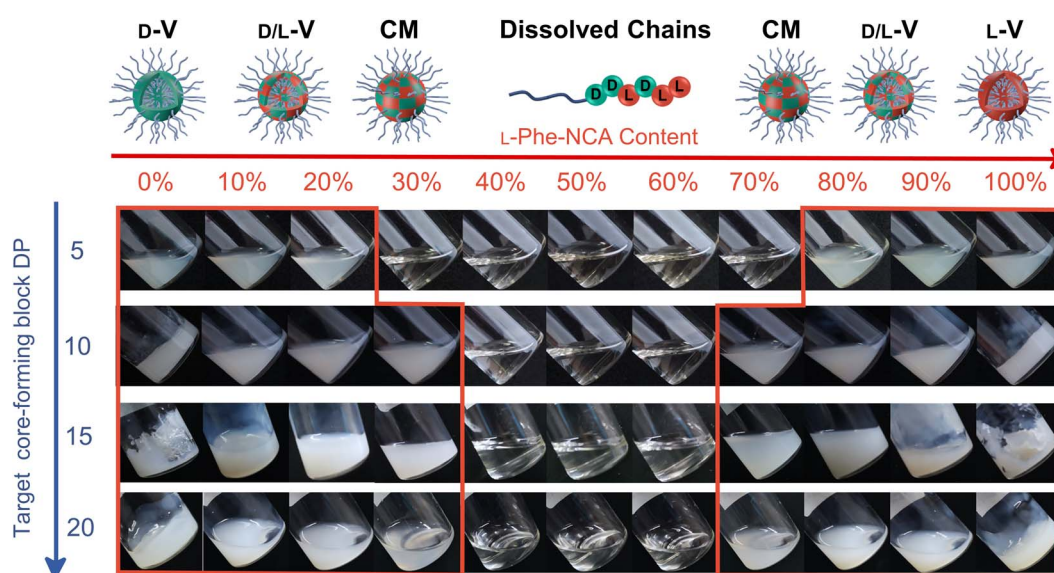 D-V D/L-V CM Dissolved Chains CM D/L-V L-V
D D L D L L
L-Phe-NCA Content
0% 10% 20% 30% 40% 50% 60% 70% 80% 90% 100%
Target core-forming block DP
5
10
15
20